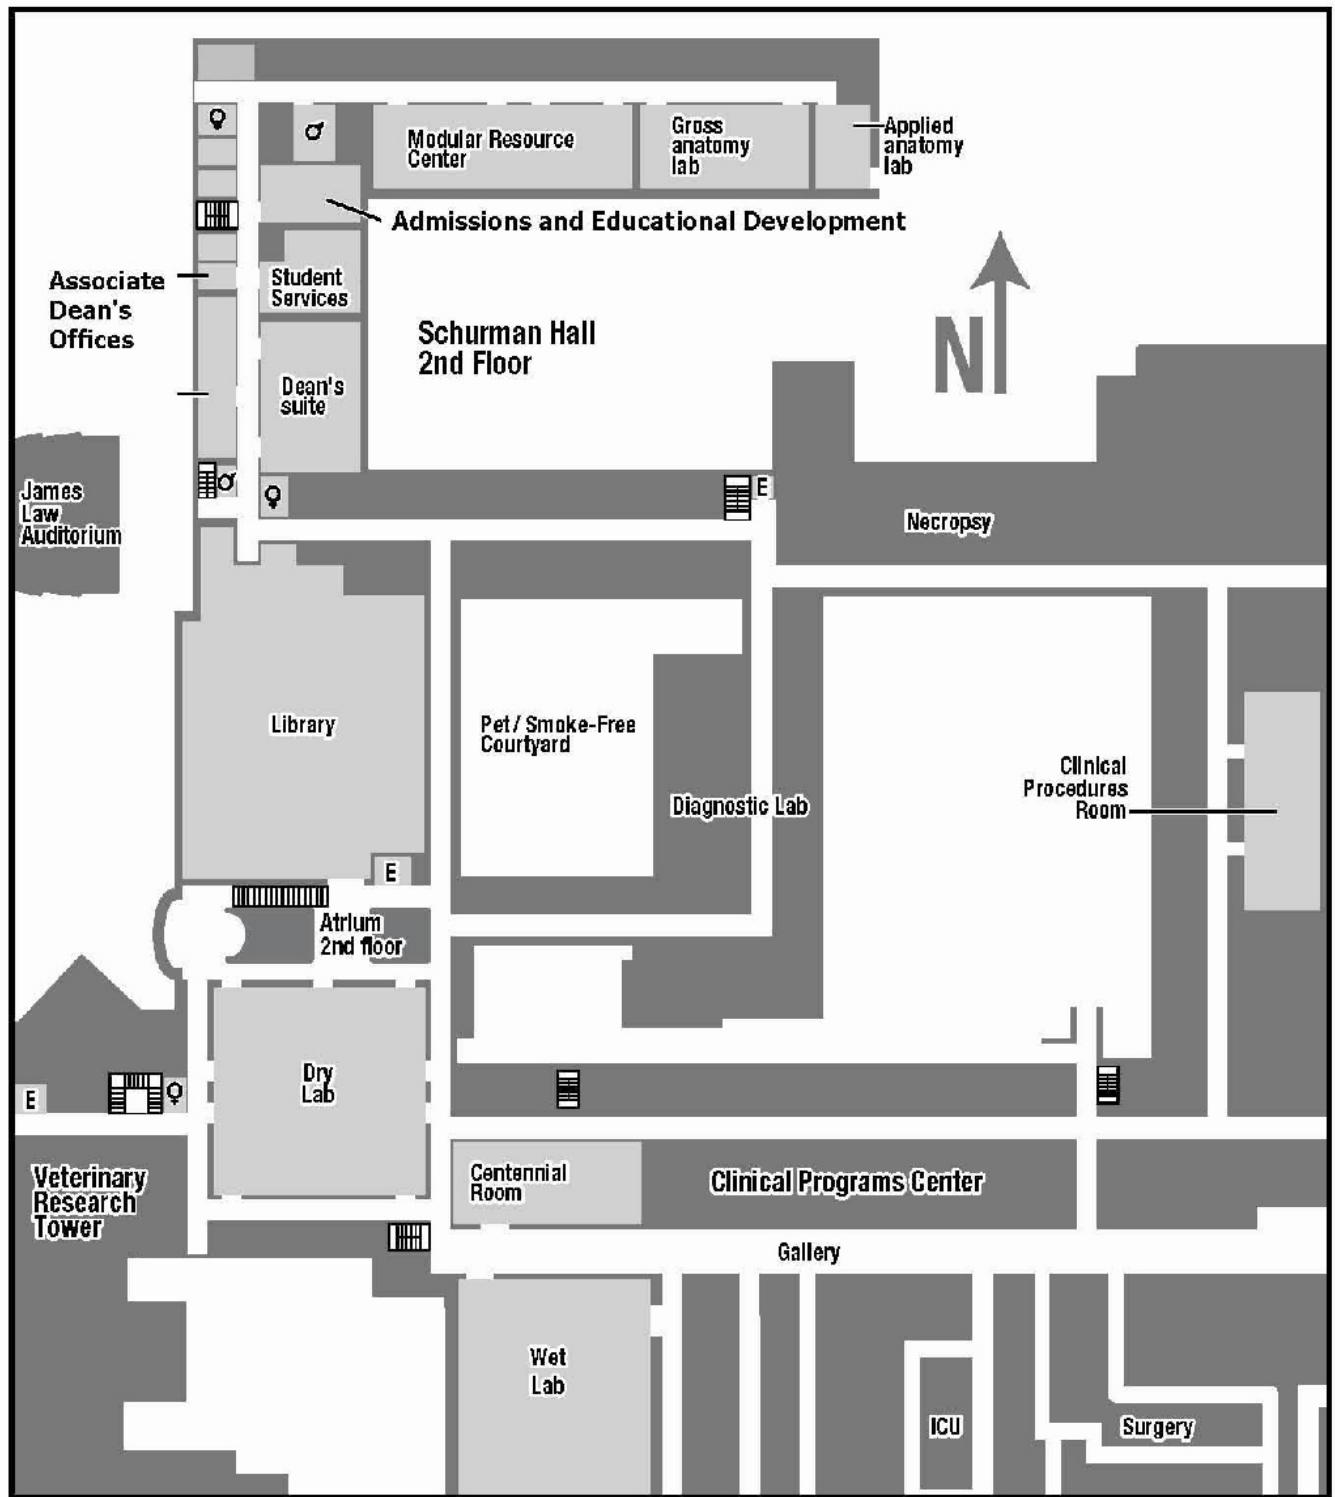 Modular Resource
Center
Gross
anatomy
lab
Applied
anatomy
lab
Admissions and Educational Development
Associate
Dean's
Offices
Student
Services
Schurman Hall
2nd Floor
N
Dean's
suite
James
Law
Auditorium
E
Necropsy
Library
Pet / Smoke-Free
Courtyard
Clinical
Procedures
Room
Diagnostic Lab
E
Atrium
2nd floor
Dry
Lab
E
Veterinary
Research
Tower
Centennial
Room
Clinical Programs Center
Gallery
Wet
Lab
ICU
Surgery